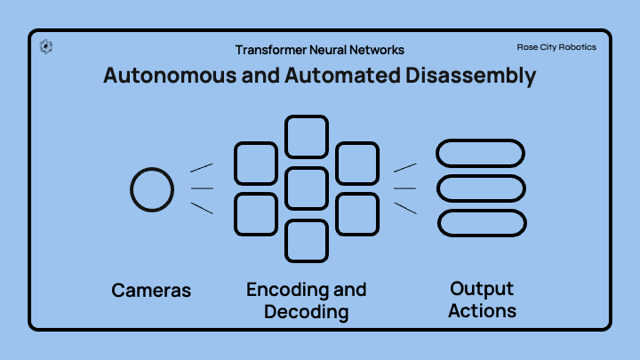 Transformer Neural Networks
Rose City Robotics
Autonomous and Automated Disassembly
Cameras
Encoding and
Decoding
Output
Actions